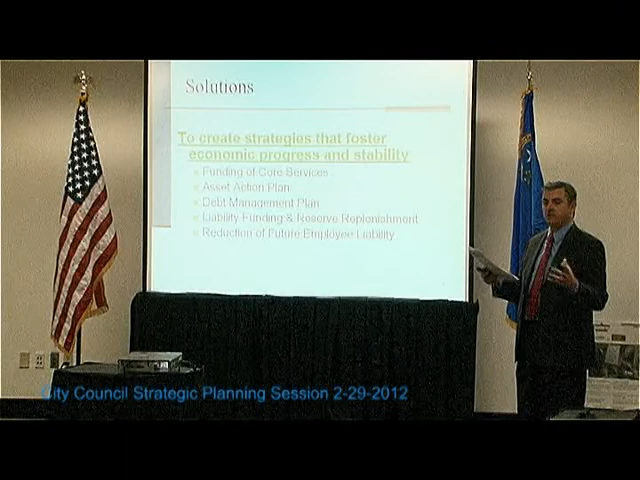 Solutions
To create strategies that foster
economic progress and stability
Funding of Core Services
Asset Action Plan
Debt Management Plan
Liability Funding & Reserve Replenishment
Reduction of Future Employee Liability
City Council Strategic Planning Session 2-29-2012